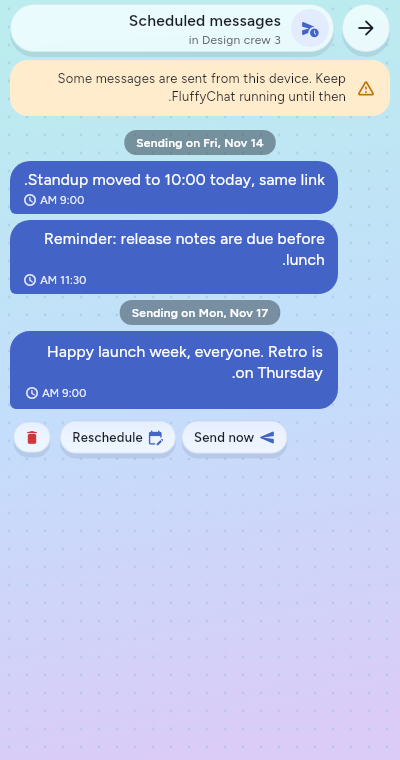 Scheduled messages
3 in Design crew
Some messages are sent from this device. Keep
FluffyChat running until then.
Sending on Fri, Nov 14
Standup moved to 10:00 today, same link.
9:00 AM
Reminder: release notes are due before
lunch.
11:30 AM
Sending on Mon, Nov 17
Happy launch week, everyone. Retro is
on Thursday.
9:00 AM
Send now
Reschedule